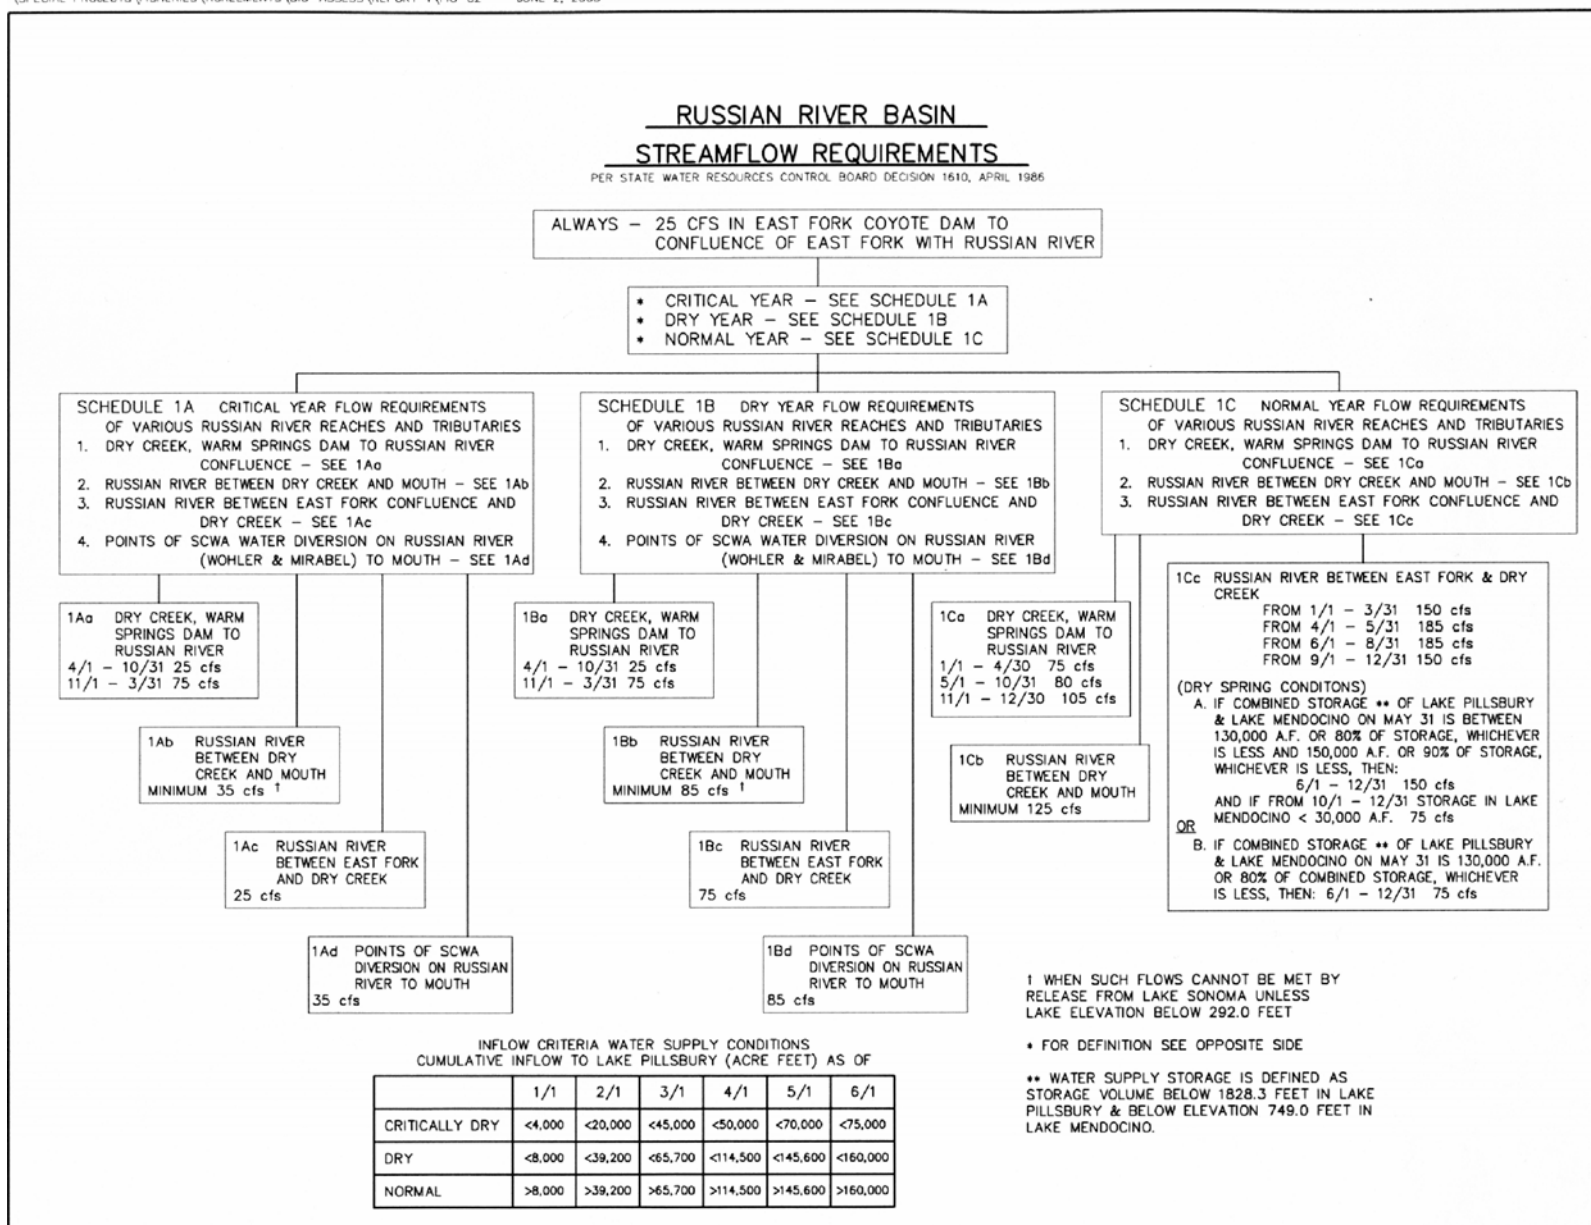 RUSSIAN RIVER BASIN
STREAMFLOW REQUIREMENTS
PER STATE WATER RESOURCES CONTROL BOARD DECISION 1610, APRIL 1986
ALWAYS – 25 CFS IN EAST FORK COYOTE DAM TO
CONFLUENCE OF EAST FORK WITH RUSSIAN RIVER
* CRITICAL YEAR – SEE SCHEDULE 1A
* DRY YEAR – SEE SCHEDULE 1B
* NORMAL YEAR – SEE SCHEDULE 1C
SCHEDULE 1A CRITICAL YEAR FLOW REQUIREMENTS
OF VARIOUS RUSSIAN RIVER REACHES AND TRIBUTARIES
1. DRY CREEK, WARM SPRINGS DAM TO RUSSIAN RIVER
CONFLUENCE – SEE 1Aa
2. RUSSIAN RIVER BETWEEN DRY CREEK AND MOUTH – SEE 1Ab
3. RUSSIAN RIVER BETWEEN EAST FORK CONFLUENCE AND
DRY CREEK – SEE 1Ac
4. POINTS OF SCWA WATER DIVERSION ON RUSSIAN RIVER
(WOHLER & MIRABEL) TO MOUTH – SEE 1Ad
SCHEDULE 1B DRY YEAR FLOW REQUIREMENTS
OF VARIOUS RUSSIAN RIVER REACHES AND TRIBUTARIES
1. DRY CREEK, WARM SPRINGS DAM TO RUSSIAN RIVER
CONFLUENCE – SEE 1Ba
2. RUSSIAN RIVER BETWEEN DRY CREEK AND MOUTH – SEE 1Bb
3. RUSSIAN RIVER BETWEEN EAST FORK CONFLUENCE AND
DRY CREEK – SEE 1Bc
4. POINTS OF SCWA WATER DIVERSION ON RUSSIAN RIVER
(WOHLER & MIRABEL) TO MOUTH – SEE 1Bd
SCHEDULE 1C NORMAL YEAR FLOW REQUIREMENTS
OF VARIOUS RUSSIAN RIVER REACHES AND TRIBUTARIES
1. DRY CREEK, WARM SPRINGS DAM TO RUSSIAN RIVER
CONFLUENCE – SEE 1Ca
2. RUSSIAN RIVER BETWEEN DRY CREEK AND MOUTH – SEE 1Cb
3. RUSSIAN RIVER BETWEEN EAST FORK CONFLUENCE AND
DRY CREEK – SEE 1Cc
1Aa DRY CREEK, WARM
SPRINGS DAM TO
RUSSIAN RIVER
4/1 – 10/31 25 cfs
11/1 – 3/31 75 cfs
1Ab RUSSIAN RIVER
BETWEEN DRY
CREEK AND MOUTH
MINIMUM 35 cfs †
1Ac RUSSIAN RIVER
BETWEEN EAST FORK
AND DRY CREEK
25 cfs
1Ad POINTS OF SCWA
DIVERSION ON RUSSIAN
RIVER TO MOUTH
35 cfs
1Ba DRY CREEK, WARM
SPRINGS DAM TO
RUSSIAN RIVER
4/1 – 10/31 25 cfs
11/1 – 3/31 75 cfs
1Bb RUSSIAN RIVER
BETWEEN DRY
CREEK AND MOUTH
MINIMUM 85 cfs †
1Bc RUSSIAN RIVER
BETWEEN EAST FORK
AND DRY CREEK
75 cfs
1Bd POINTS OF SCWA
DIVERSION ON RUSSIAN
RIVER TO MOUTH
85 cfs
1Ca DRY CREEK, WARM
SPRINGS DAM TO
RUSSIAN RIVER
1/1 – 4/30 75 cfs
5/1 – 10/31 80 cfs
11/1 – 12/30 105 cfs
1Cb RUSSIAN RIVER
BETWEEN DRY
CREEK AND MOUTH
MINIMUM 125 cfs
1Cc RUSSIAN RIVER BETWEEN EAST FORK & DRY
CREEK
FROM 1/1 – 3/31 150 cfs
FROM 4/1 – 5/31 185 cfs
FROM 6/1 – 8/31 185 cfs
FROM 9/1 – 12/31 150 cfs
(DRY SPRING CONDITONS)
A. IF COMBINED STORAGE ** OF LAKE PILLSBURY
& LAKE MENDOCINO ON MAY 31 IS BETWEEN
130,000 A.F. OR 80% OF STORAGE, WHICHEVER
IS LESS AND 150,000 A.F. OR 90% OF STORAGE,
WHICHEVER IS LESS, THEN:
6/1 – 12/31 150 cfs
AND IF FROM 10/1 – 12/31 STORAGE IN LAKE
MENDOCINO < 30,000 A.F. 75 cfs
OR
B. IF COMBINED STORAGE ** OF LAKE PILLSBURY
& LAKE MENDOCINO ON MAY 31 IS 130,000 A.F.
OR 80% OF COMBINED STORAGE, WHICHEVER
IS LESS, THEN: 6/1 – 12/31 75 cfs
† WHEN SUCH FLOWS CANNOT BE MET BY
RELEASE FROM LAKE SONOMA UNLESS
LAKE ELEVATION BELOW 292.0 FEET
* FOR DEFINITION SEE OPPOSITE SIDE
** WATER SUPPLY STORAGE IS DEFINED AS
STORAGE VOLUME BELOW 1828.3 FEET IN LAKE
PILLSBURY & BELOW ELEVATION 749.0 FEET IN
LAKE MENDOCINO.
INFLOW CRITERIA WATER SUPPLY CONDITIONS
CUMULATIVE INFLOW TO LAKE PILLSBURY (ACRE FEET) AS OF
1/1 2/1 3/1 4/1 5/1 6/1
CRITICALLY DRY <4,000 <20,000 <45,000 <50,000 <70,000 <75,000
DRY <8,000 <39,200 <65,700 <114,500 <145,600 <160,000
NORMAL >8,000 >39,200 >65,700 >114,500 >145,600 >160,000